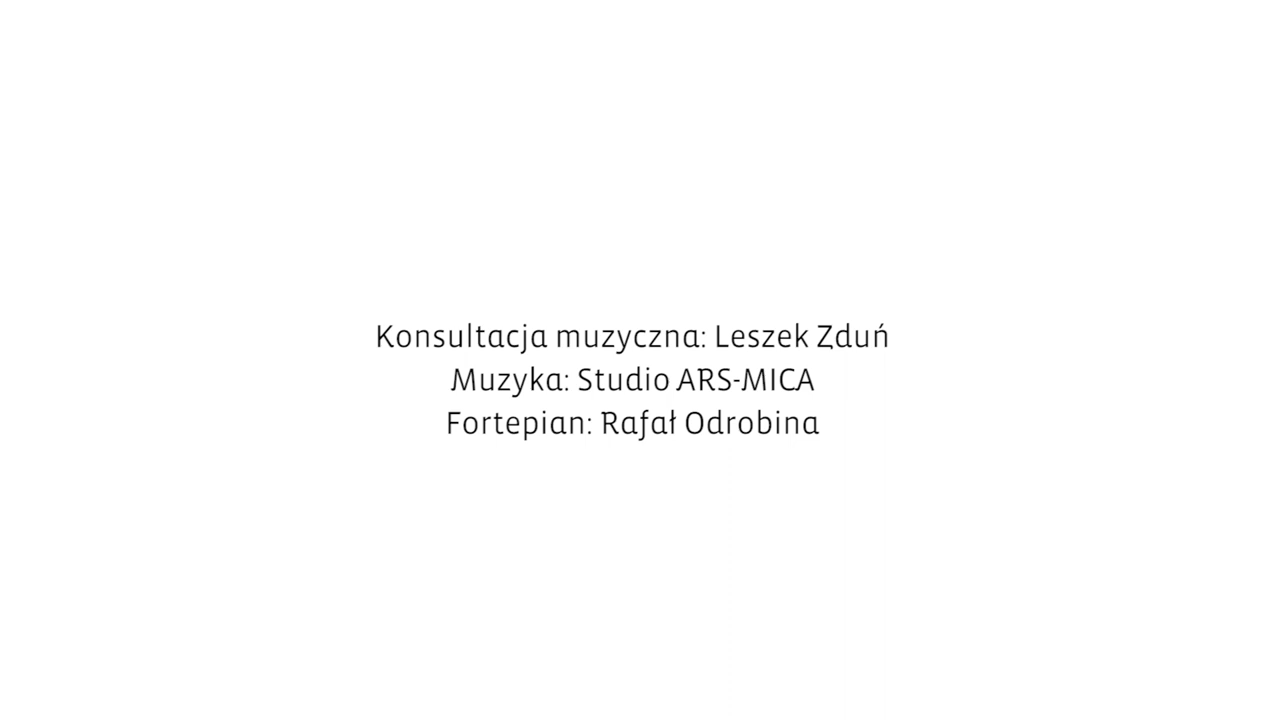 Konsultacja muzyczna: Leszek Zduń
Muzyka: Studio ARS-MICA
Fortepian: Rafał Odrobina